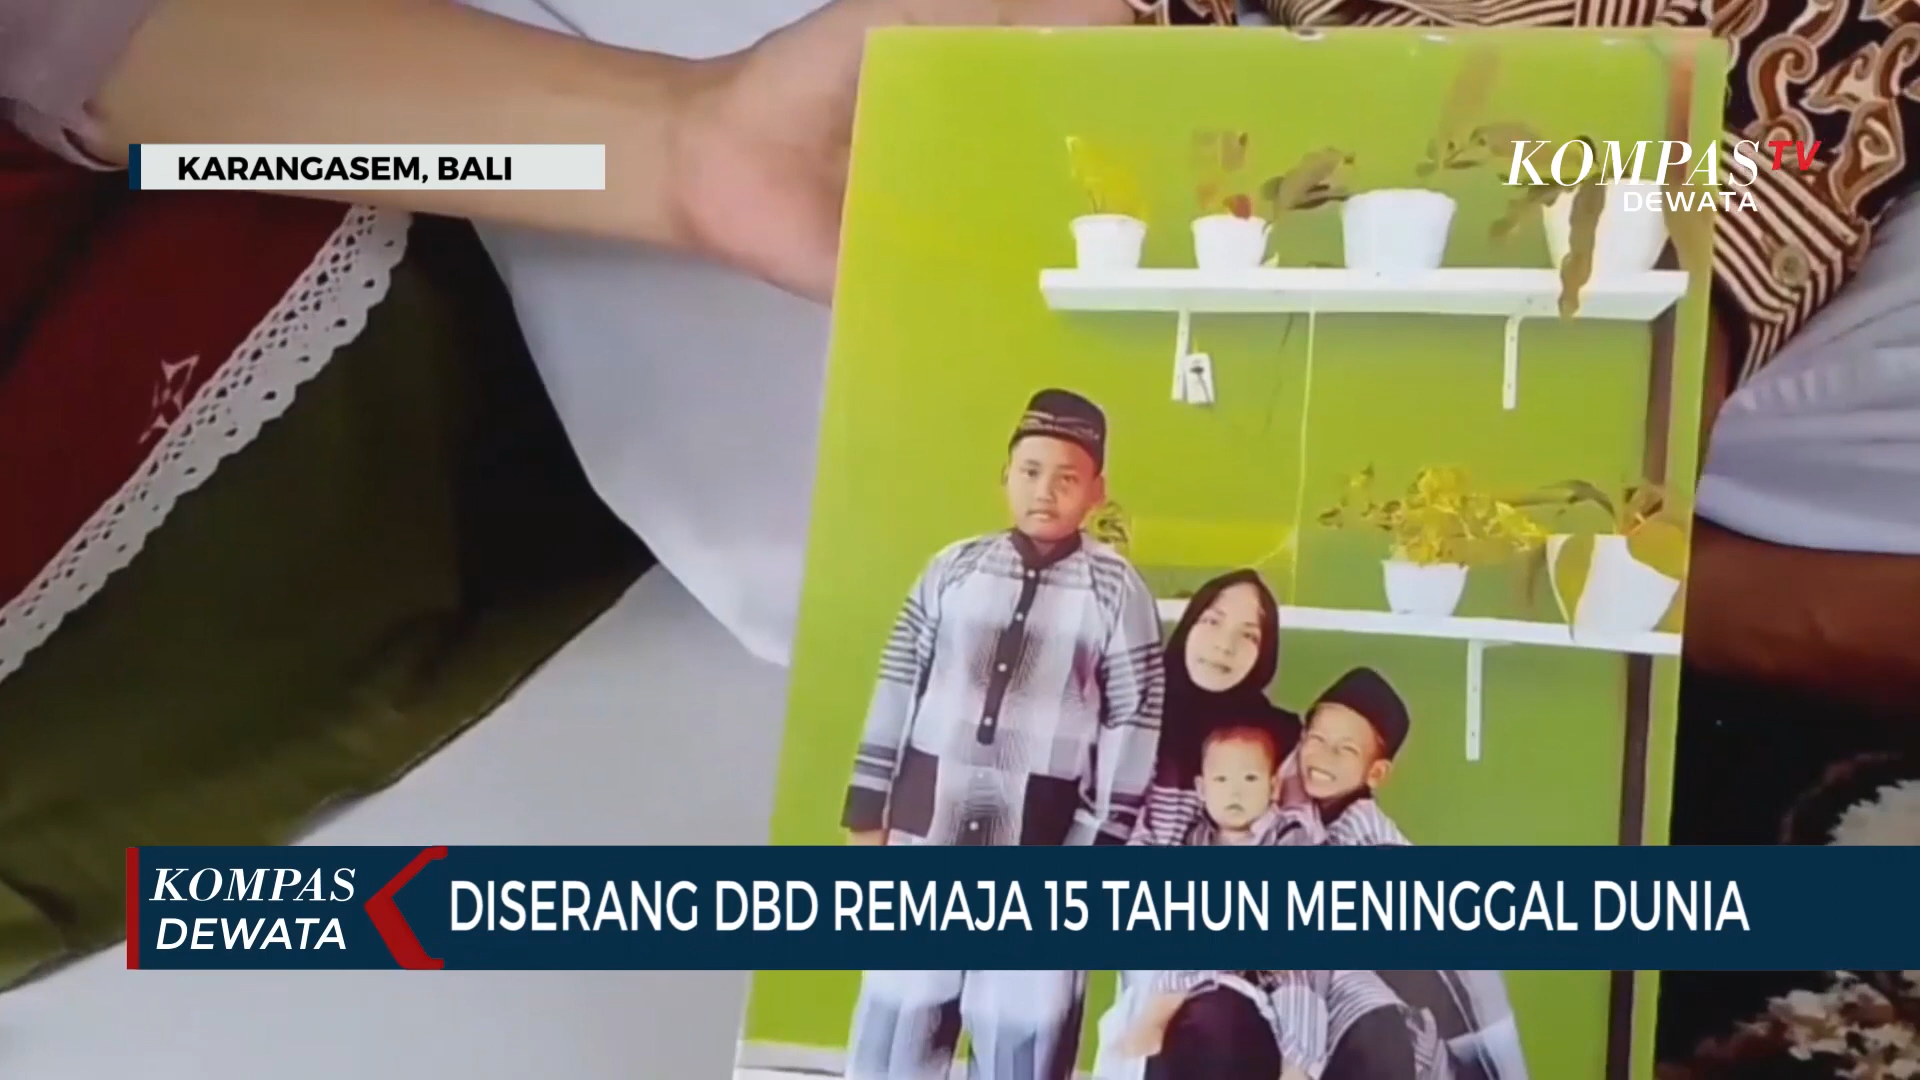 KARANGASEM, BALI
KOMPAS TV
DEWATA
KOMPAS
DEWATA
DISERANG DBD REMAJA 15 TAHUN MENINGGAL DUNIA